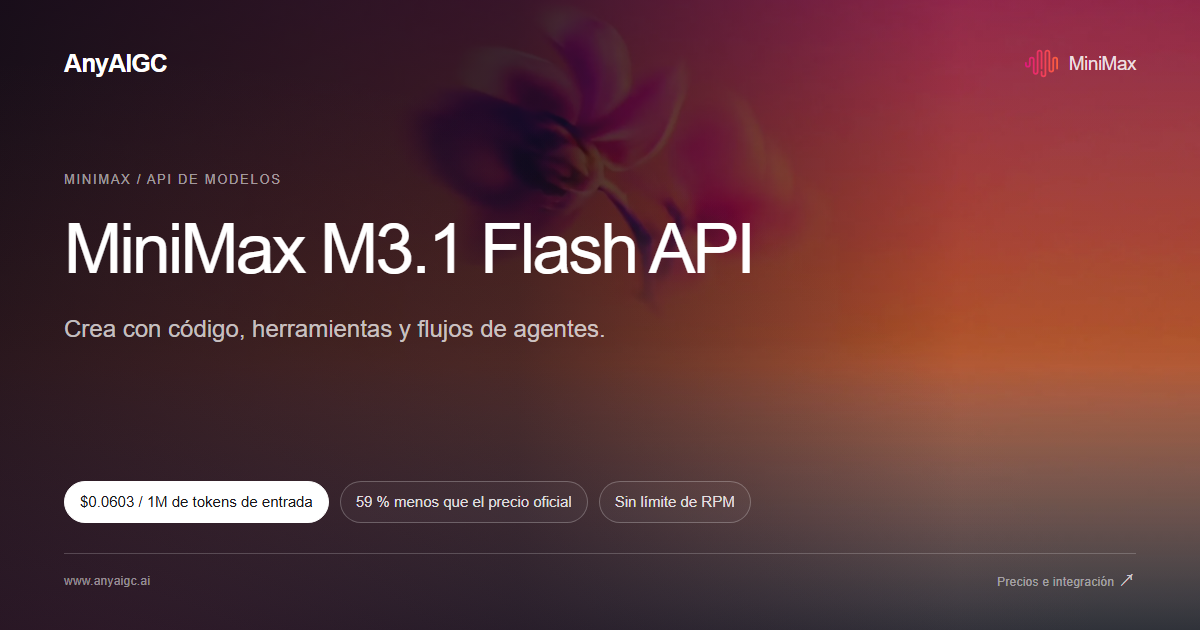 AnyAIGC
MiniMax
MINIMAX / API DE MODELOS
MiniMax M3.1 Flash API
Crea con código, herramientas y flujos de agentes.
$0.0603 / 1M de tokens de entrada
59 % menos que el precio oficial
Sin límite de RPM
www.anyaigc.ai
Precios e integración ↗